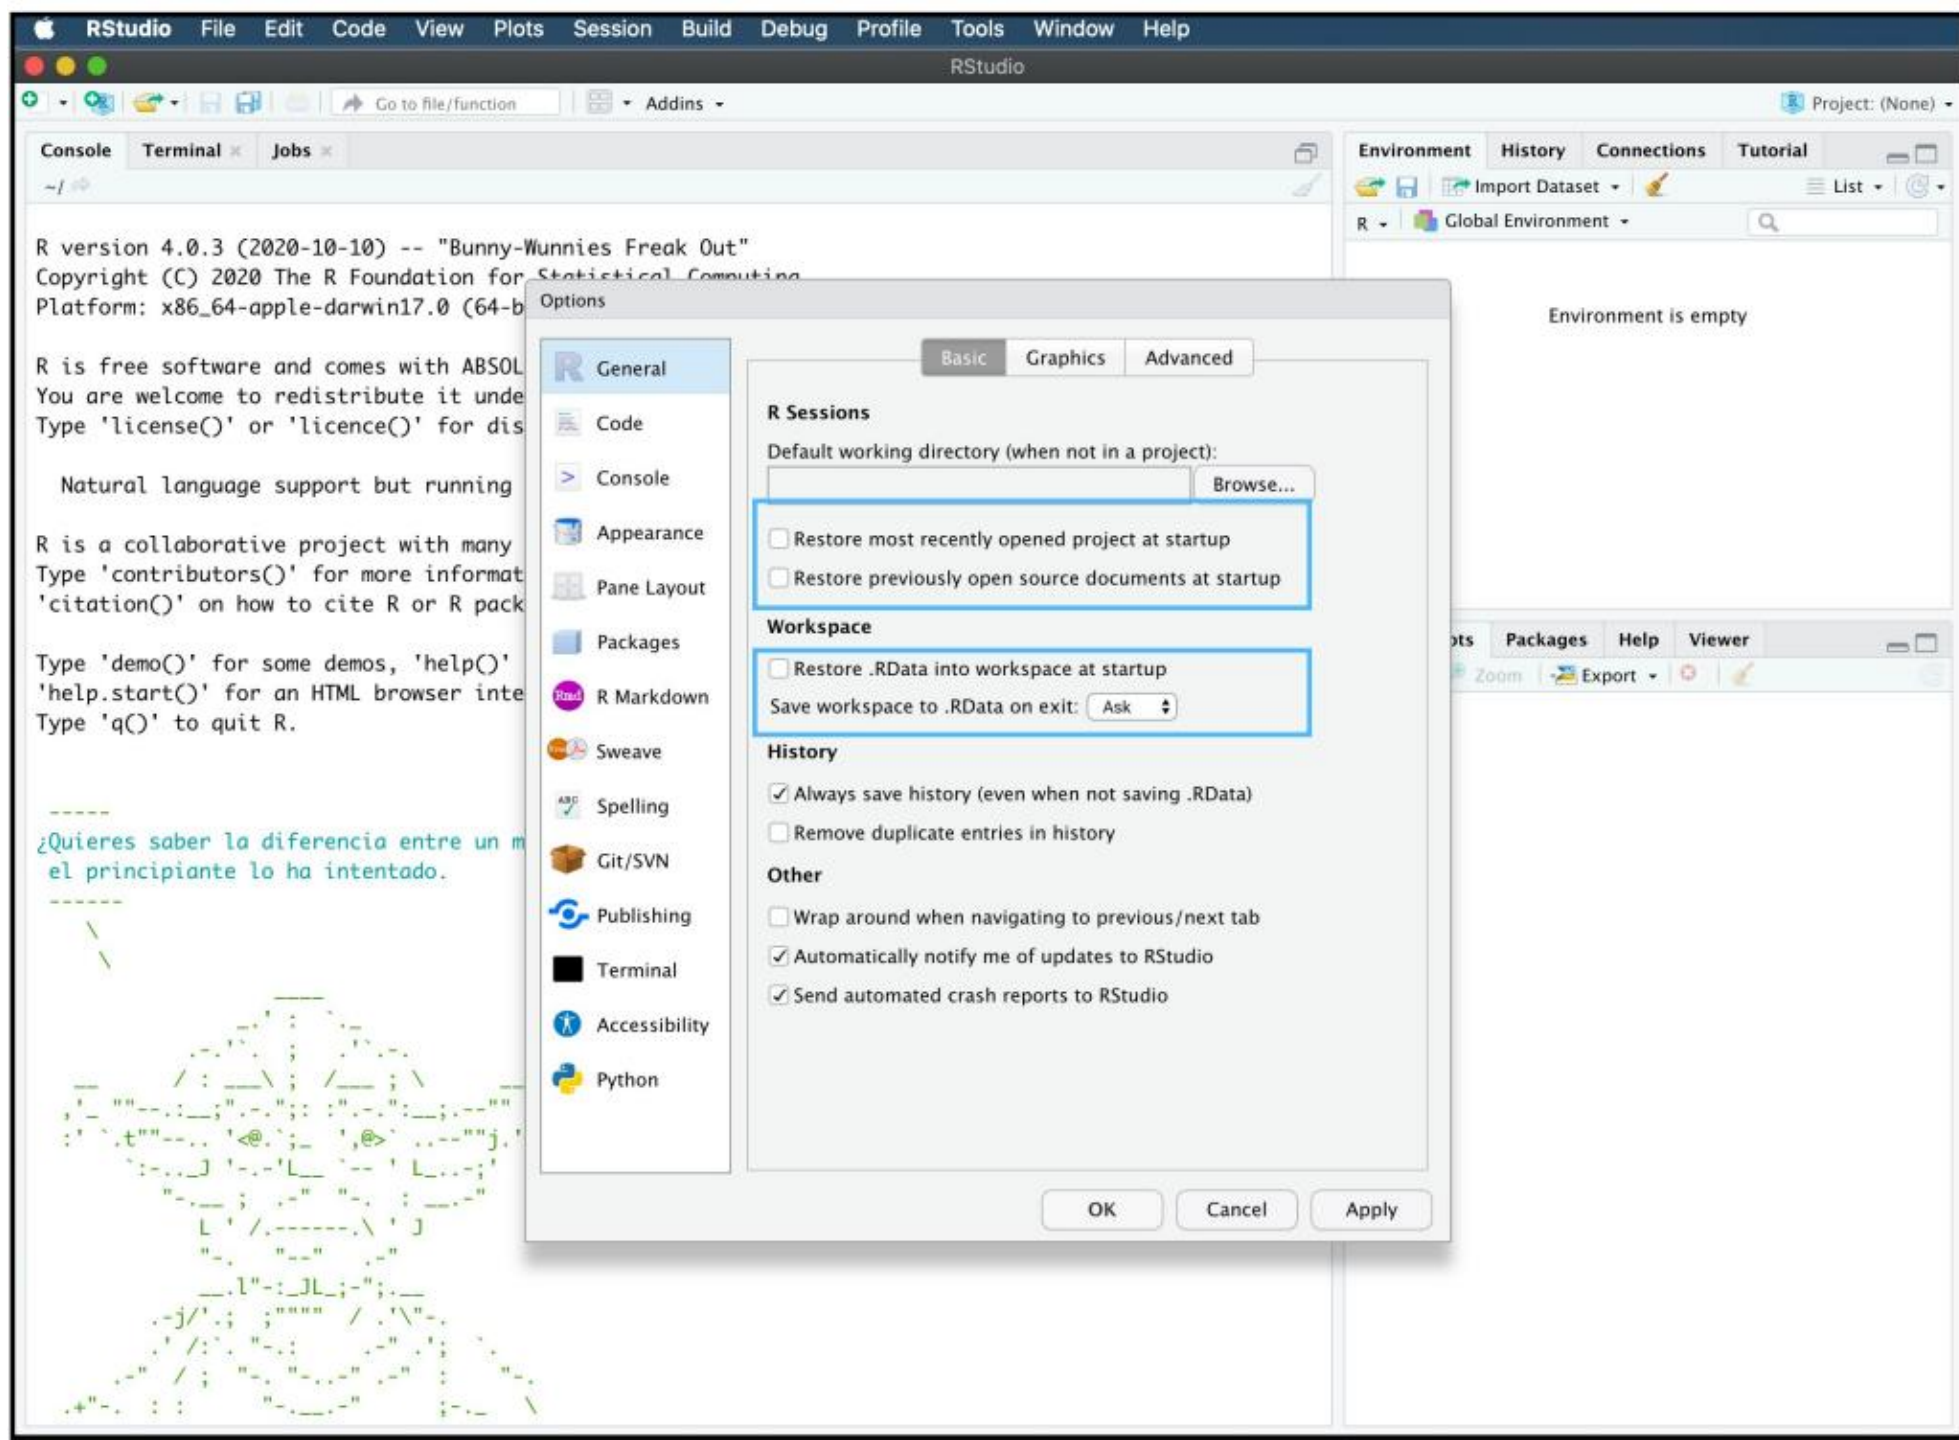 RStudio File Edit Code View Plots Session Build Debug Profile Tools Window Help
RStudio
Go to file/function Addins Project: (None)
Console Terminal Jobs
~/
R version 4.0.3 (2020-10-10) -- "Bunny-Wunnies Freak Out"
Copyright (C) 2020 The R Foundation for Statistical Computing
Platform: x86_64-apple-darwin17.0 (64-b
R is free software and comes with ABSOL
You are welcome to redistribute it unde
Type 'license()' or 'licence()' for dis
Natural language support but running
R is a collaborative project with many
Type 'contributors()' for more informat
'citation()' on how to cite R or R pack
Type 'demo()' for some demos, 'help()'
'help.start()' for an HTML browser inte
Type 'q()' to quit R.
-----
¿Quieres saber la diferencia entre un m
el principiante lo ha intentado.
------
Options
General
Code
Console
Appearance
Pane Layout
Packages
R Markdown
Sweave
Spelling
Git/SVN
Publishing
Terminal
Accessibility
Python
Basic Graphics Advanced
R Sessions
Default working directory (when not in a project):
Browse...
Restore most recently opened project at startup
Restore previously open source documents at startup
Workspace
Restore .RData into workspace at startup
Save workspace to .RData on exit: Ask
History
Always save history (even when not saving .RData)
Remove duplicate entries in history
Other
Wrap around when navigating to previous/next tab
Automatically notify me of updates to RStudio
Send automated crash reports to RStudio
OK Cancel Apply
Environment History Connections Tutorial
Import Dataset List
R Global Environment
Environment is empty
ots Packages Help Viewer
Zoom Export